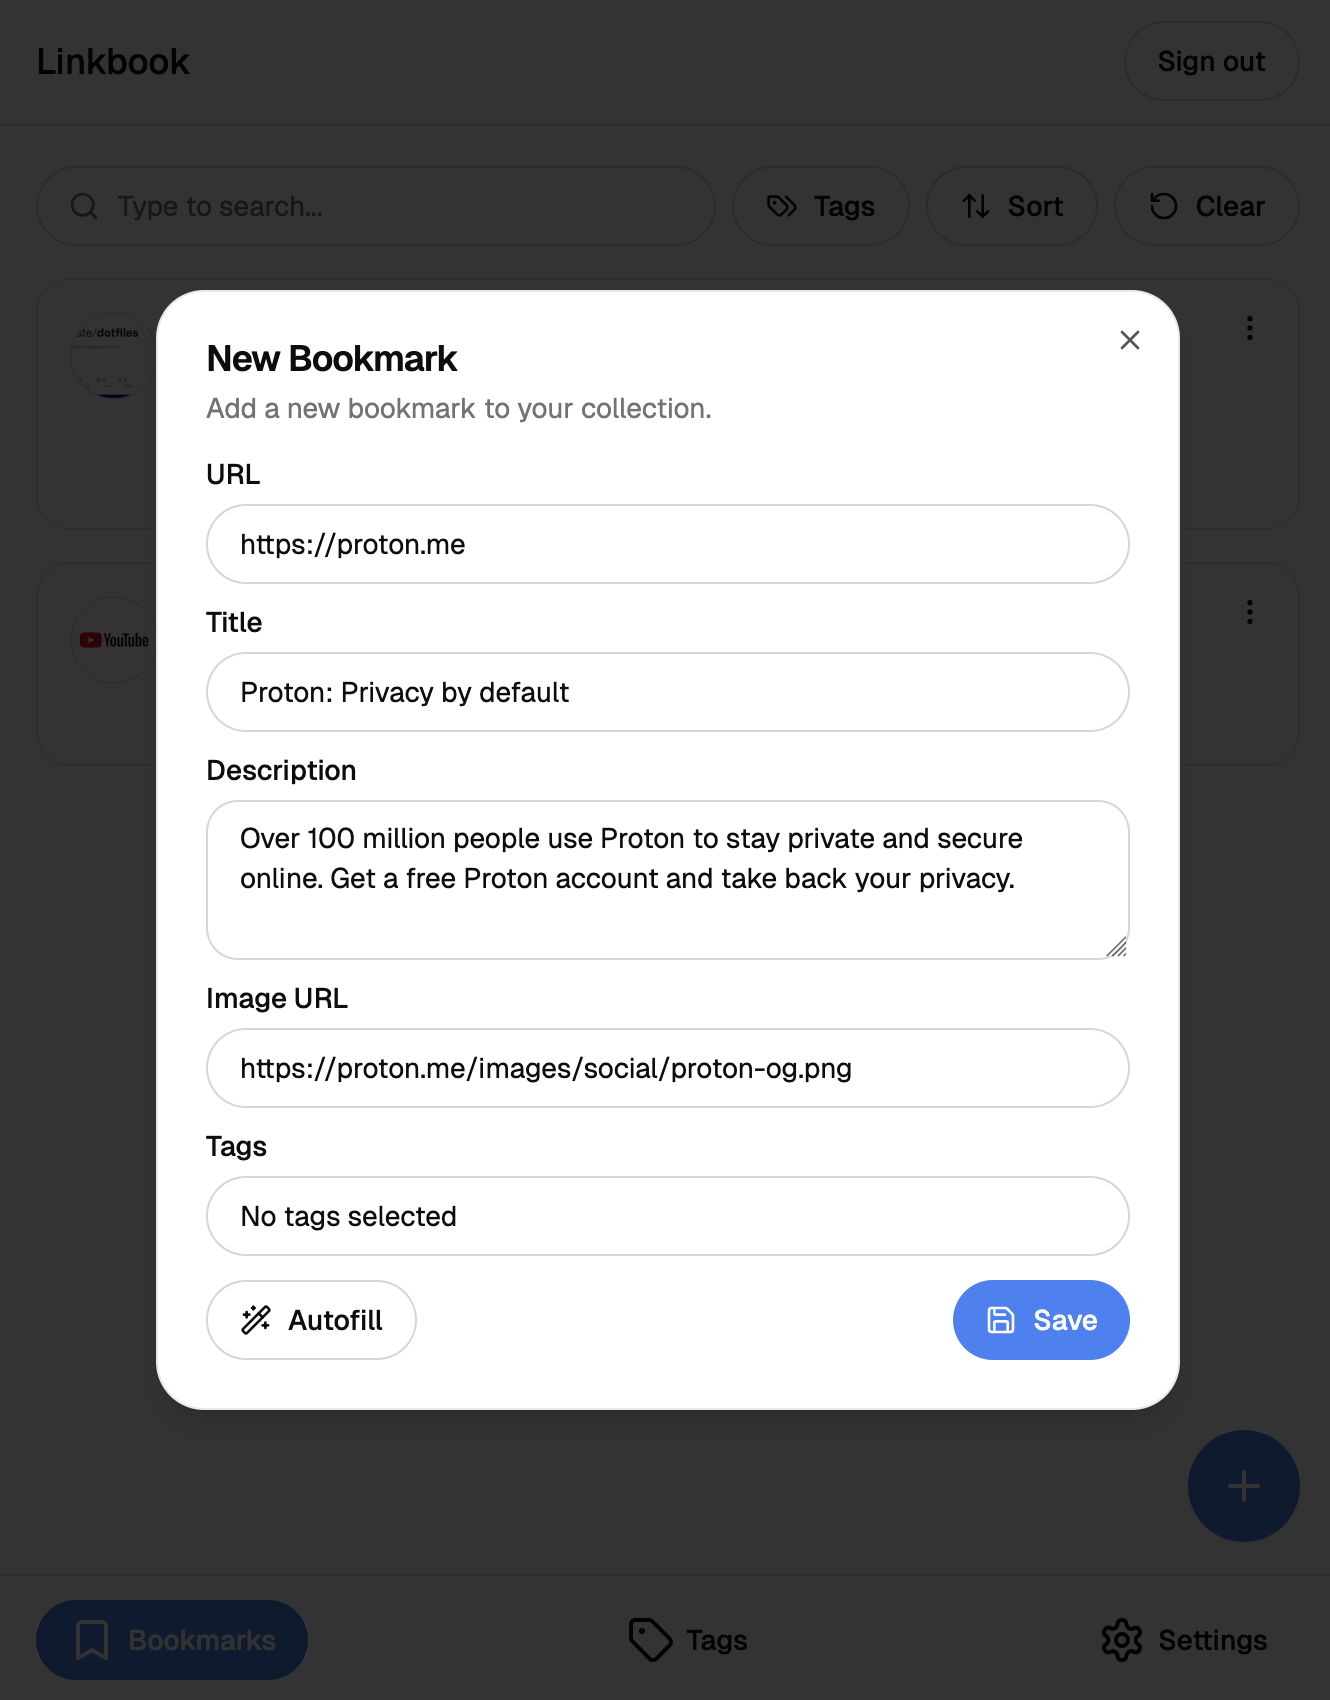 Linkbook
Sign out
Type to search...
Tags
Sort
Clear
ste/dotfiles
YouTube
New Bookmark
Add a new bookmark to your collection.
URL
https://proton.me
Title
Proton: Privacy by default
Description
Over 100 million people use Proton to stay private and secure
online. Get a free Proton account and take back your privacy.
Image URL
https://proton.me/images/social/proton-og.png
Tags
No tags selected
Autofill
Save
Bookmarks
Tags
Settings